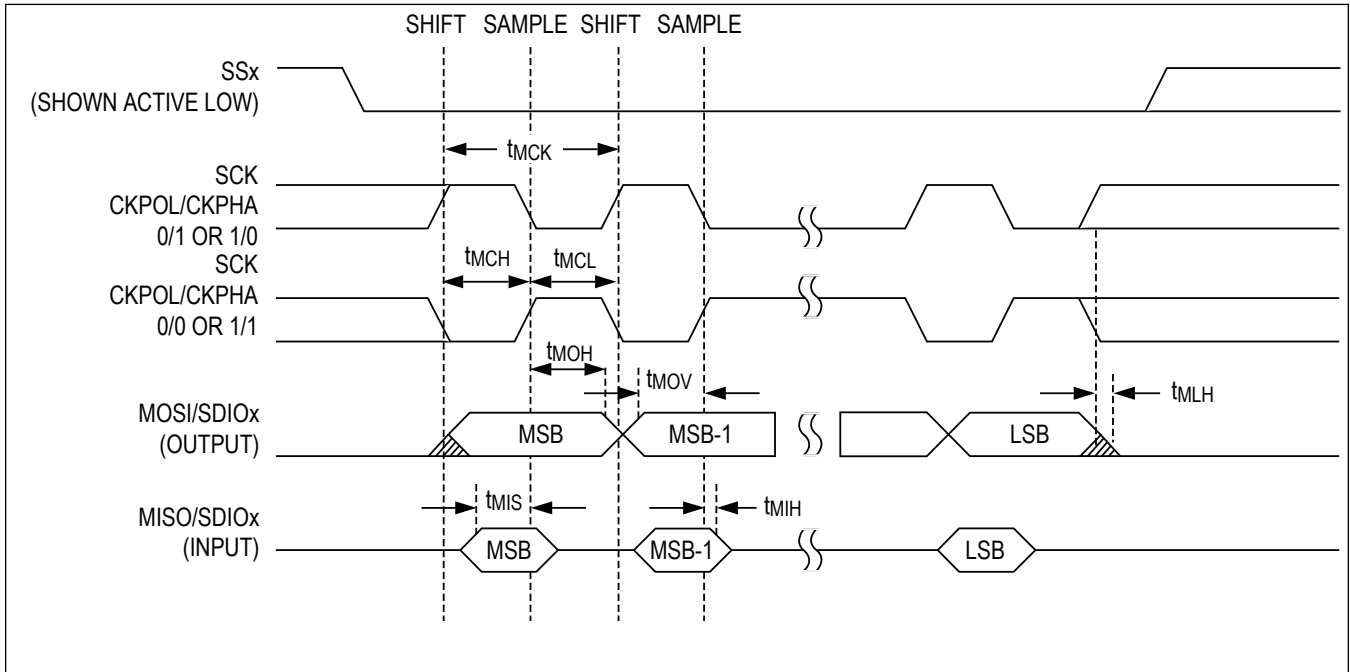 SHIFT SAMPLE SHIFT SAMPLE
SSx
(SHOWN ACTIVE LOW)
tMCK
SCK
CKPOL/CKPHA
0/1 OR 1/0
SCK
CKPOL/CKPHA
0/0 OR 1/1
tMCH
tMCL
tMOH
tMOV
tMLH
MOSI/SDIOx
(OUTPUT)
MSB
MSB-1
LSB
tMIS
tMIH
MISO/SDIOx
(INPUT)
MSB
MSB-1
LSB